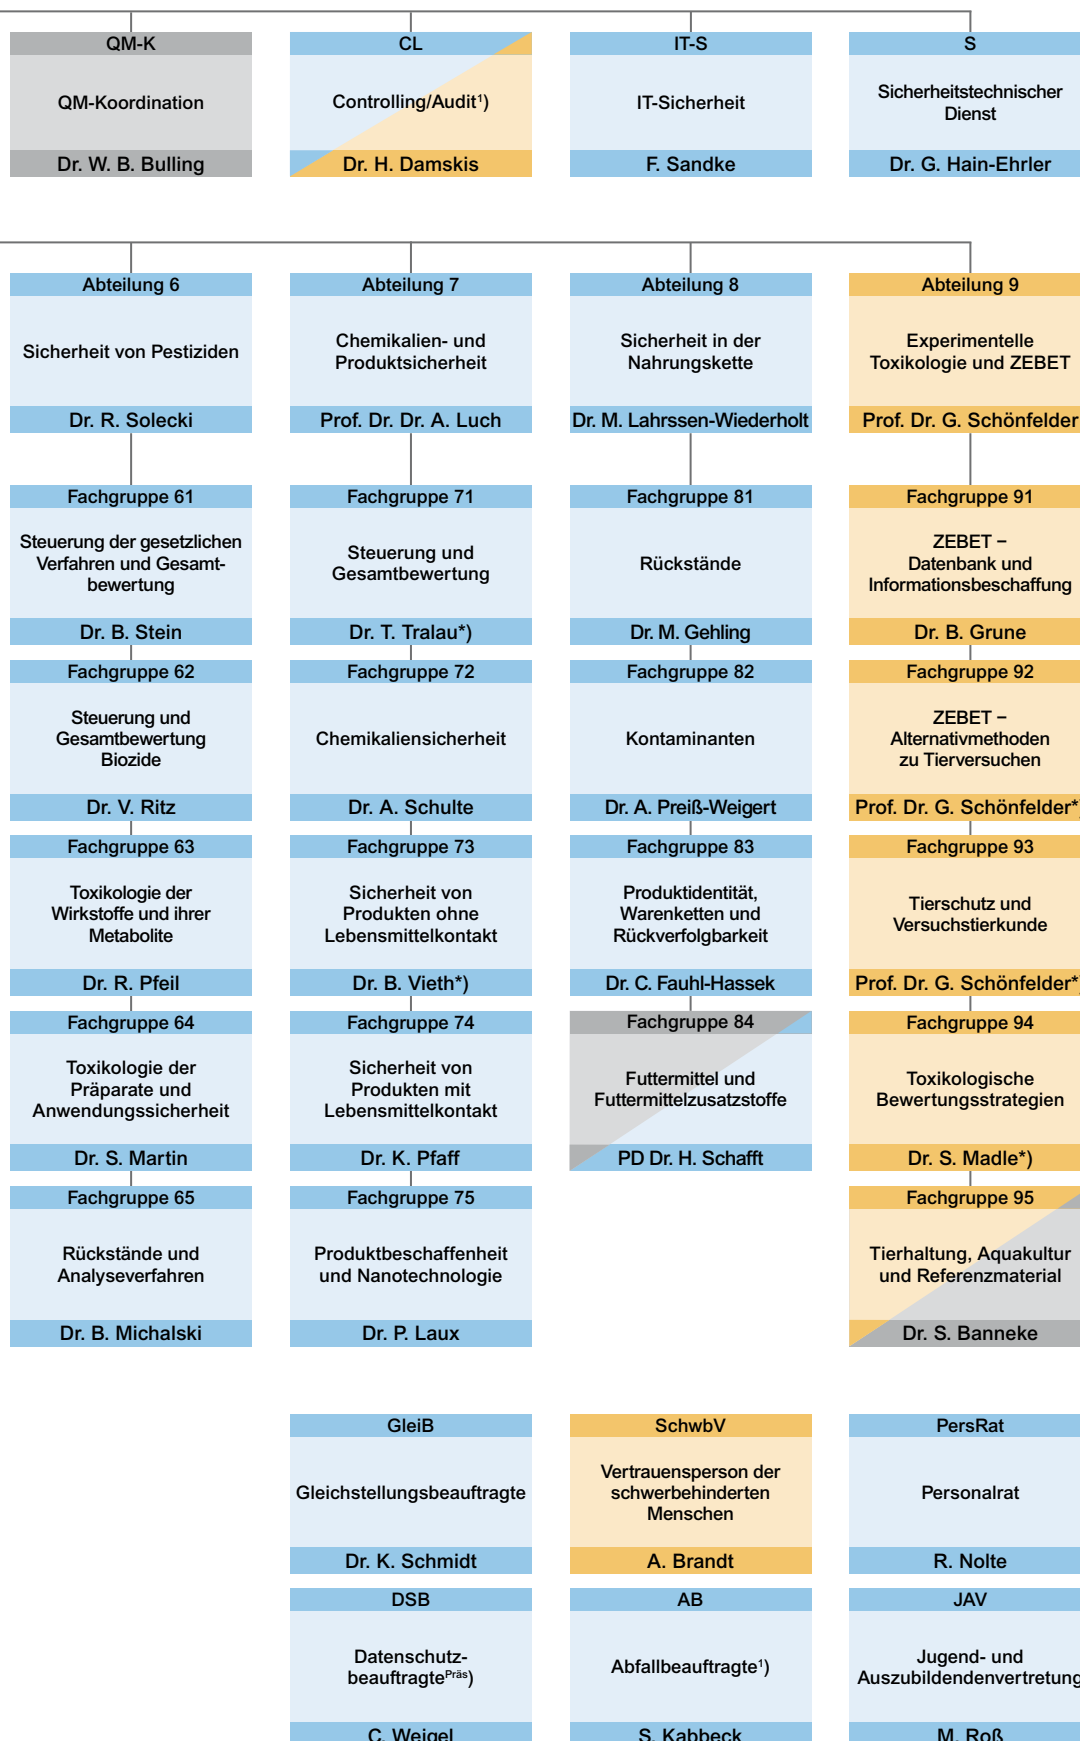 QM-K
QM-Koordination
Dr. W. B. Bulling
CL
Controlling/Audit¹)
Dr. H. Damskis
IT-S
IT-Sicherheit
F. Sandke
S
Sicherheitstechnischer
Dienst
Dr. G. Hain-Ehrler
Abteilung 6
Sicherheit von Pestiziden
Dr. R. Solecki
Abteilung 7
Chemikalien- und
Produktsicherheit
Prof. Dr. Dr. A. Luch
Abteilung 8
Sicherheit in der
Nahrungskette
Dr. M. Lahrssen-Wiederholt
Abteilung 9
Experimentelle
Toxikologie und ZEBET
Prof. Dr. G. Schönfelder
Fachgruppe 61
Steuerung der gesetzlichen
Verfahren und Gesamt-
bewertung
Dr. B. Stein
Fachgruppe 71
Steuerung und
Gesamtbewertung
Dr. T. Tralau*)
Fachgruppe 81
Rückstände
Dr. M. Gehling
Fachgruppe 91
ZEBET –
Datenbank und
Informationsbeschaffung
Dr. B. Grune
Fachgruppe 62
Steuerung und
Gesamtbewertung
Biozide
Dr. V. Ritz
Fachgruppe 72
Chemikaliensicherheit
Dr. A. Schulte
Fachgruppe 82
Kontaminanten
Dr. A. Preiß-Weigert
Fachgruppe 92
ZEBET –
Alternativmethoden
zu Tierversuchen
Prof. Dr. G. Schönfelder*)
Fachgruppe 63
Toxikologie der
Wirkstoffe und ihrer
Metabolite
Dr. R. Pfeil
Fachgruppe 73
Sicherheit von
Produkten ohne
Lebensmittelkontakt
Dr. B. Vieth*)
Fachgruppe 83
Produktidentität,
Warenketten und
Rückverfolgbarkeit
Dr. C. Fauhl-Hassek
Fachgruppe 93
Tierschutz und
Versuchstierkunde
Prof. Dr. G. Schönfelder*)
Fachgruppe 64
Toxikologie der
Präparate und
Anwendungssicherheit
Dr. S. Martin
Fachgruppe 74
Sicherheit von
Produkten mit
Lebensmittelkontakt
Dr. K. Pfaff
Fachgruppe 84
Futtermittel und
Futtermittelzusatzstoffe
PD Dr. H. Schafft
Fachgruppe 94
Toxikologische
Bewertungsstrategien
Dr. S. Madle*)
Fachgruppe 65
Rückstände und
Analyseverfahren
Dr. B. Michalski
Fachgruppe 75
Produktbeschaffenheit
und Nanotechnologie
Dr. P. Laux
Fachgruppe 95
Tierhaltung, Aquakultur
und Referenzmaterial
Dr. S. Banneke
GleiB
Gleichstellungsbeauftragte
Dr. K. Schmidt
SchwbV
Vertrauensperson der
schwerbehinderten
Menschen
A. Brandt
PersRat
Personalrat
R. Nolte
DSB
Datenschutz-
beauftragtePräs)
C. Weigel
AB
Abfallbeauftragte¹)
S. Kabbeck
JAV
Jugend- und
Auszubildendenvertretung
M. Roß